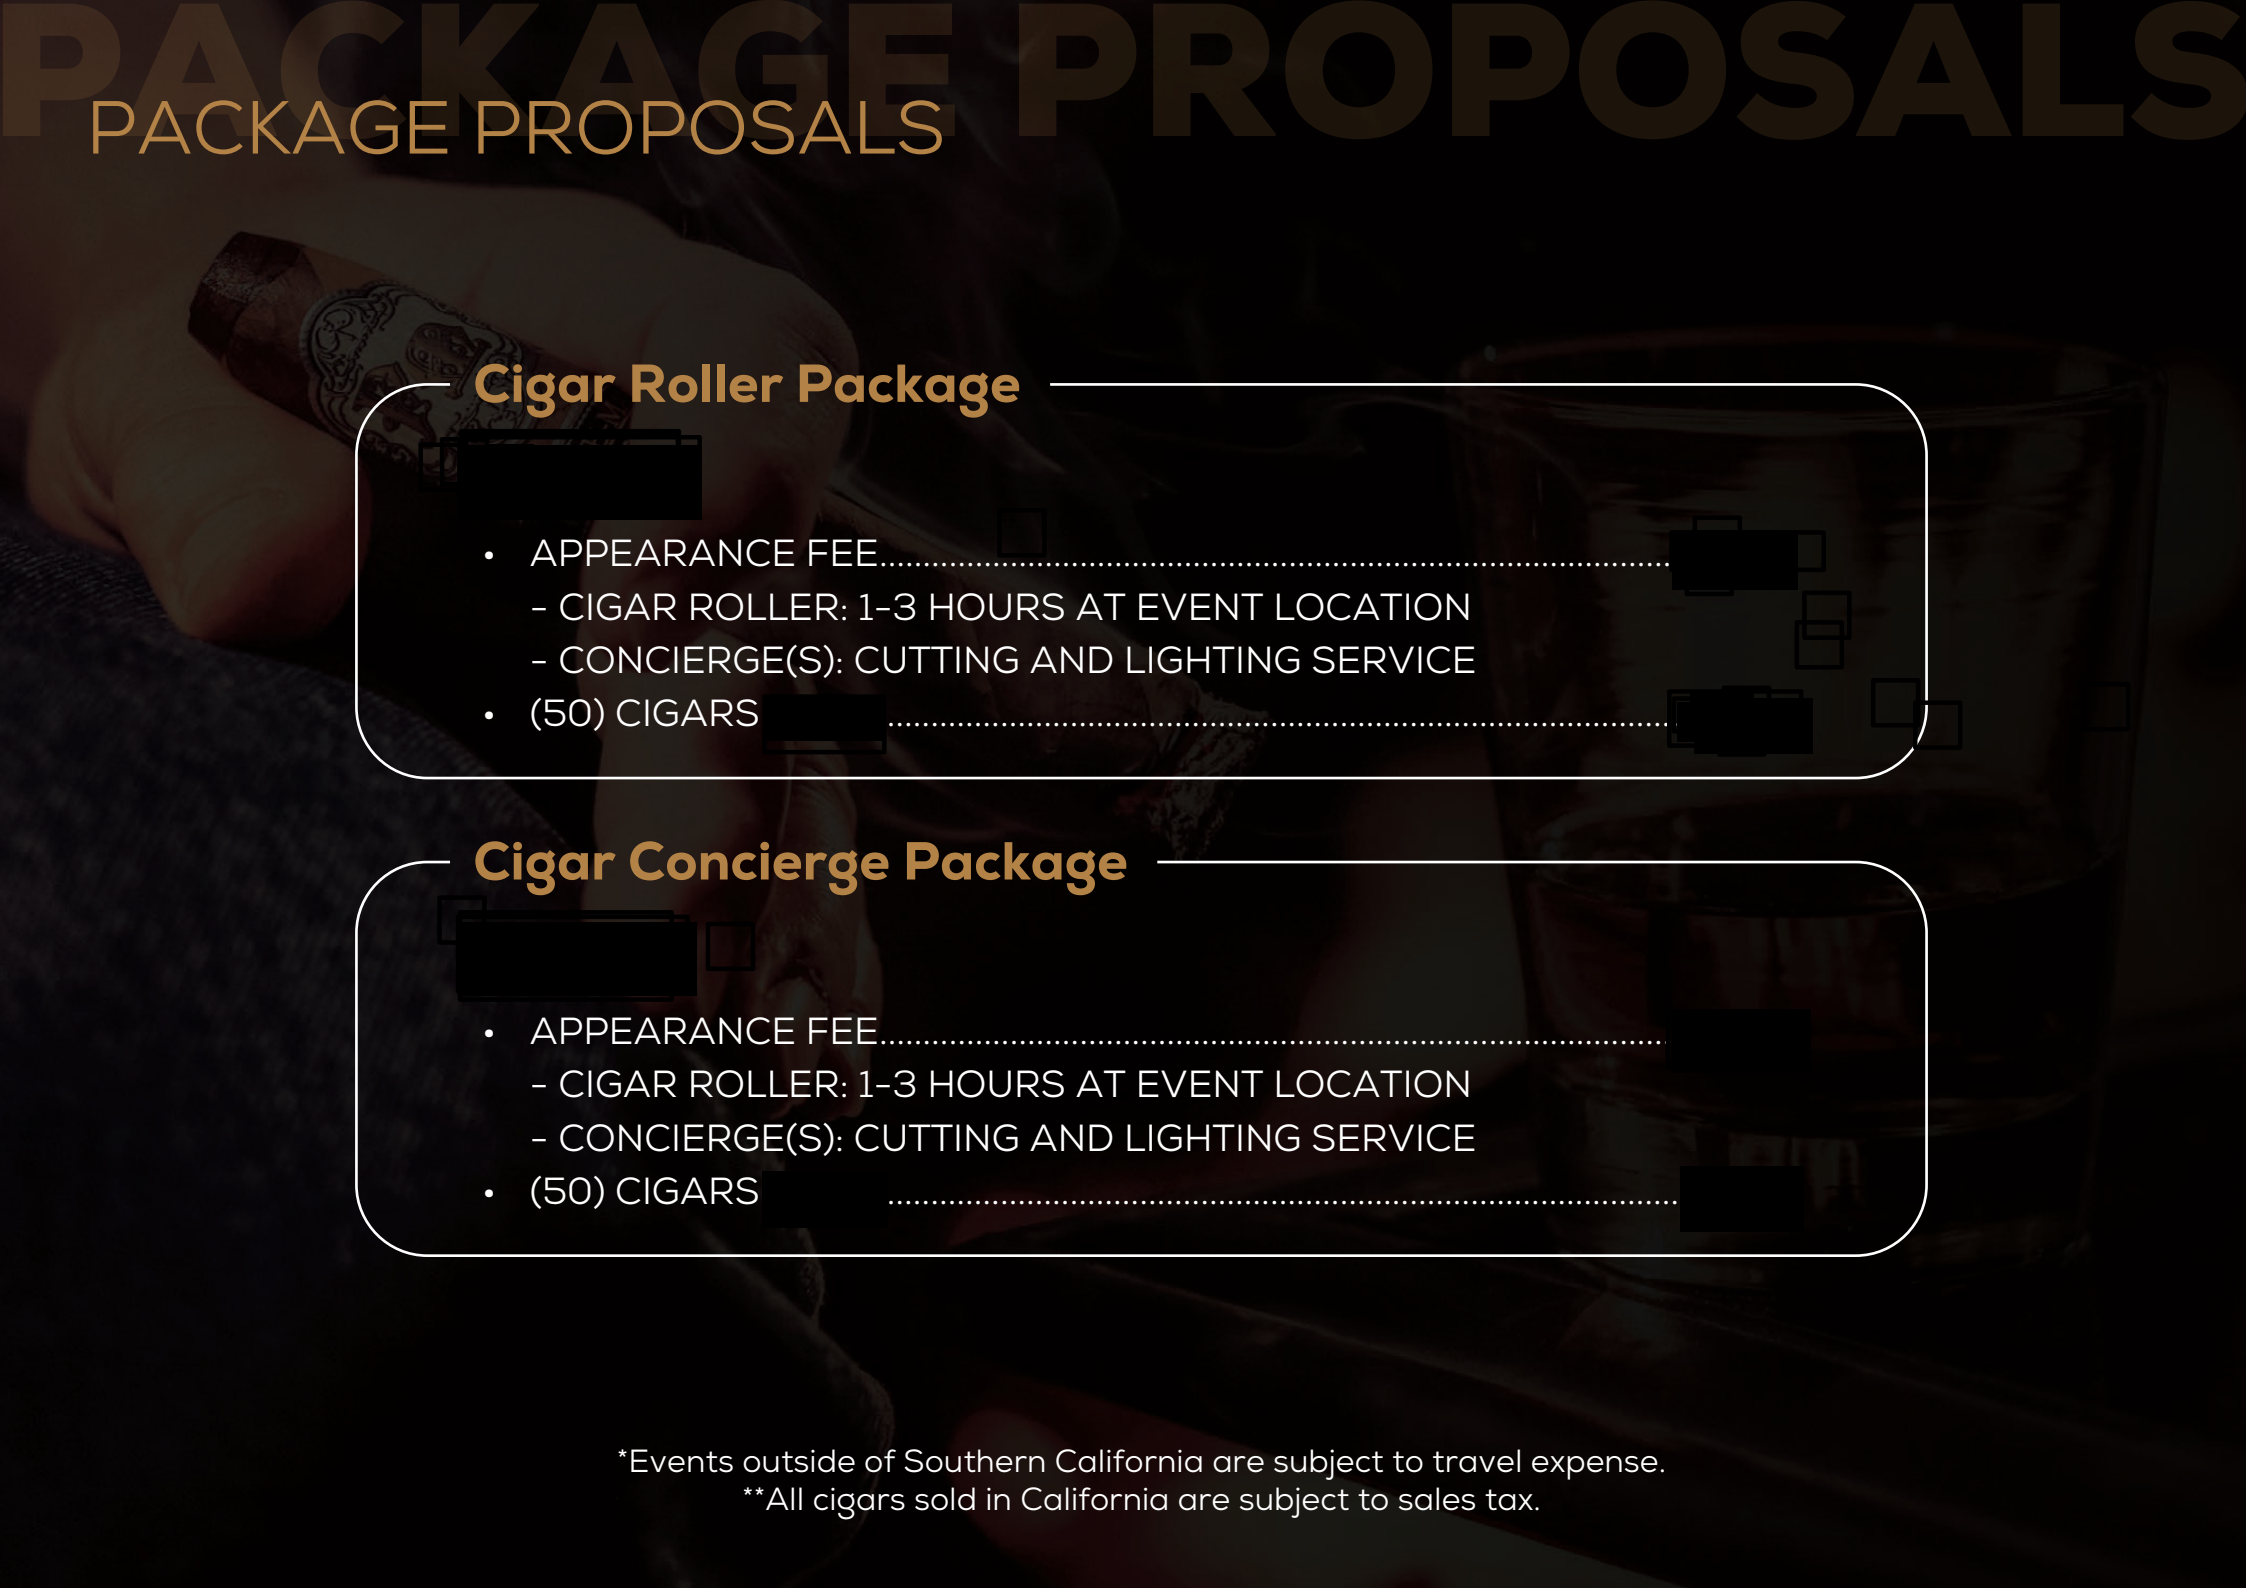 PACKAGE PROPOSALS
PACKAGE PROPOSALS
Cigar Roller Package
• APPEARANCE FEE..........................................................................................
- CIGAR ROLLER: 1-3 HOURS AT EVENT LOCATION
- CONCIERGE(S): CUTTING AND LIGHTING SERVICE
• (50) CIGARS ..........................................................................................
Cigar Concierge Package
• APPEARANCE FEE..........................................................................................
- CIGAR ROLLER: 1-3 HOURS AT EVENT LOCATION
- CONCIERGE(S): CUTTING AND LIGHTING SERVICE
• (50) CIGARS ..........................................................................................
*Events outside of Southern California are subject to travel expense.
**All cigars sold in California are subject to sales tax.